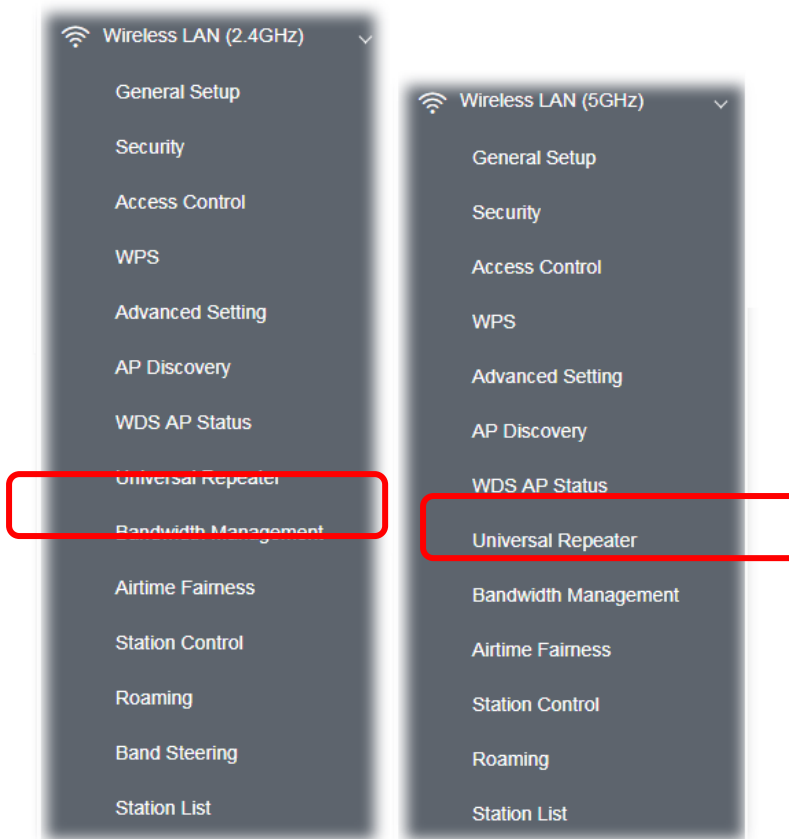 Wireless LAN (2.4GHz)
General Setup
Security
Access Control
WPS
Advanced Setting
AP Discovery
WDS AP Status
Universal Repeater
Bandwidth Management
Airtime Fairness
Station Control
Roaming
Band Steering
Station List
Wireless LAN (5GHz)
General Setup
Security
Access Control
WPS
Advanced Setting
AP Discovery
WDS AP Status
Universal Repeater
Bandwidth Management
Airtime Fairness
Station Control
Roaming
Station List